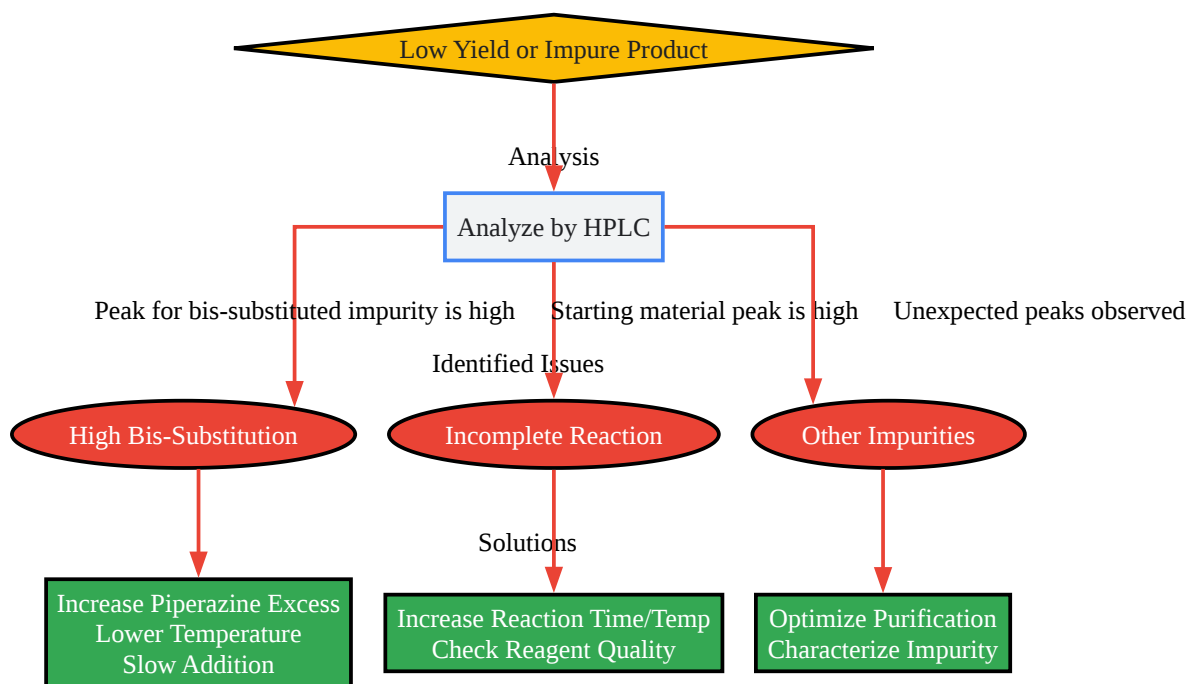 Low Yield or Impure Product
Analysis
Analyze by HPLC
Peak for bis-substituted impurity is high
Starting material peak is high
Unexpected peaks observed
Identified Issues
High Bis-Substitution
Incomplete Reaction
Other Impurities
Solutions
Increase Piperazine Excess
Lower Temperature
Slow Addition
Increase Reaction Time/Temp
Check Reagent Quality
Optimize Purification
Characterize Impurity